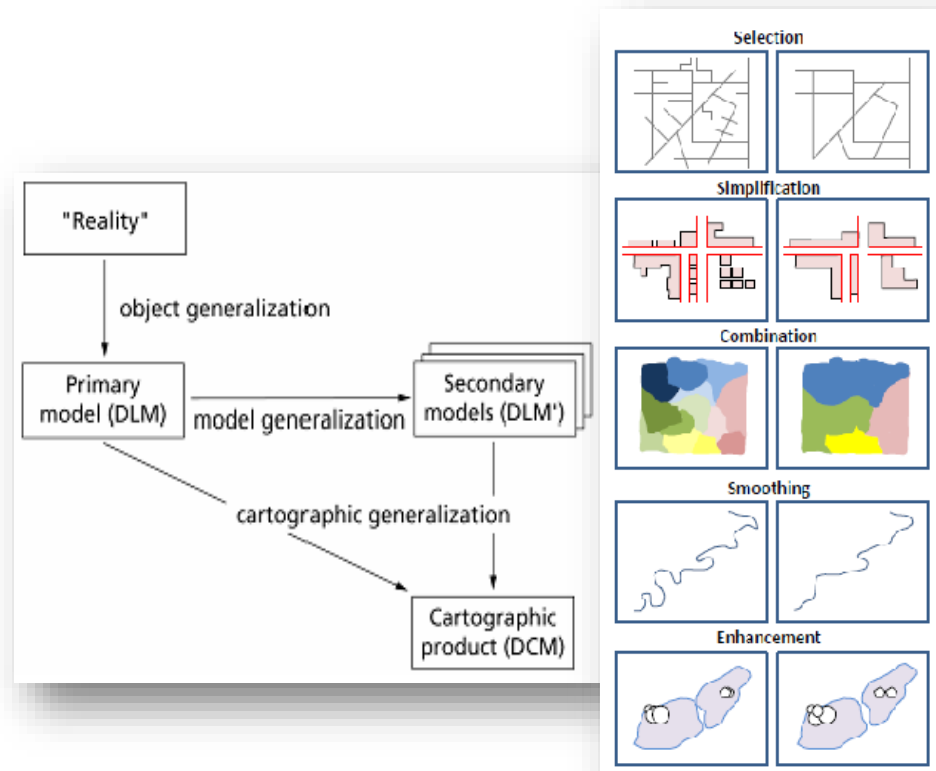 "Reality"
object generalization
Primary
model (DLM)
model generalization
Secondary
models (DLM')
cartographic generalization
Cartographic
product (DCM)
Selection
Simplification
Combination
Smoothing
Enhancement